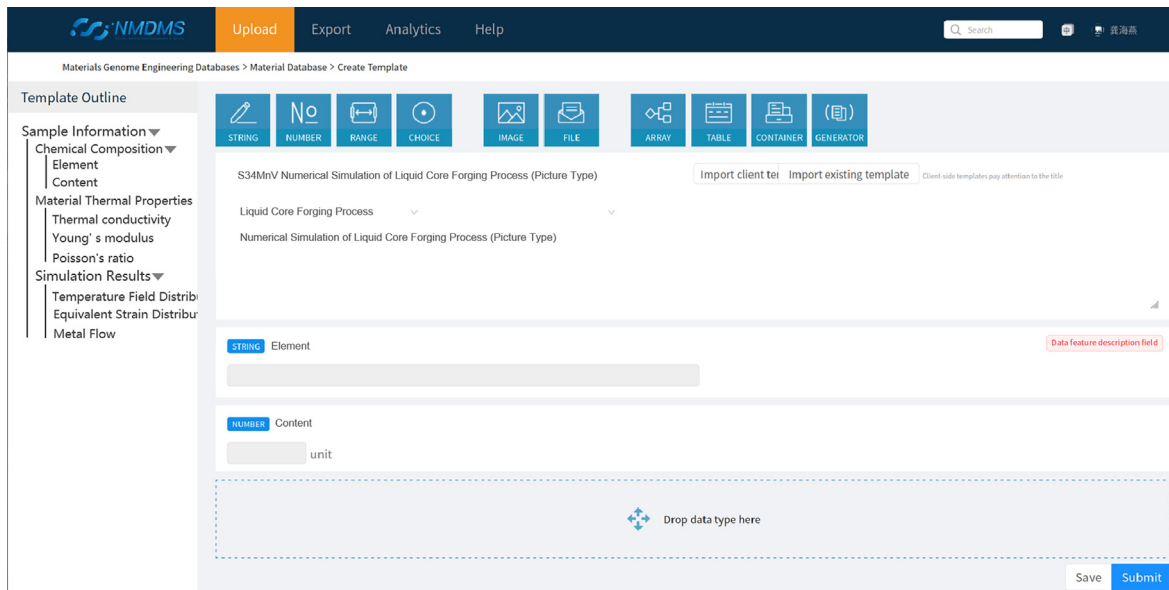 NMDMS
Upload Export Analytics Help
Search
中
龚海燕
Materials Genome Engineering Databases > Material Database > Create Template
Template Outline
Sample Information
Chemical Composition
Element
Content
Material Thermal Properties
Thermal conductivity
Young' s modulus
Poisson's ratio
Simulation Results
Temperature Field Distrib
Equivalent Strain Distribu
Metal Flow
STRING NUMBER RANGE CHOICE IMAGE FILE ARRAY TABLE CONTAINER GENERATOR
S34MnV Numerical Simulation of Liquid Core Forging Process (Picture Type)
Import client ter Import existing template Client-side templates pay attention to the title
Liquid Core Forging Process
Numerical Simulation of Liquid Core Forging Process (Picture Type)
STRING Element
Data feature description field
NUMBER Content
unit
Drop data type here
Save Submit